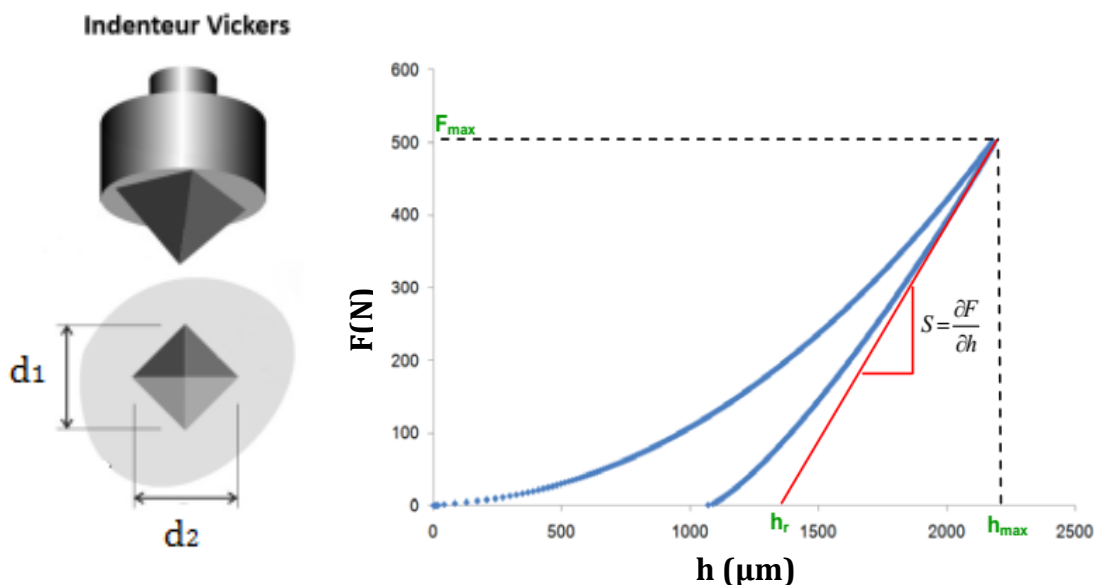 Indenteur Vickers
d1
d2
600
500
400
300
200
100
0
F(N)
Fmax
S = ∂F/∂h
hr
hmax
0
500
1000
1500
2000
2500
h (μm)